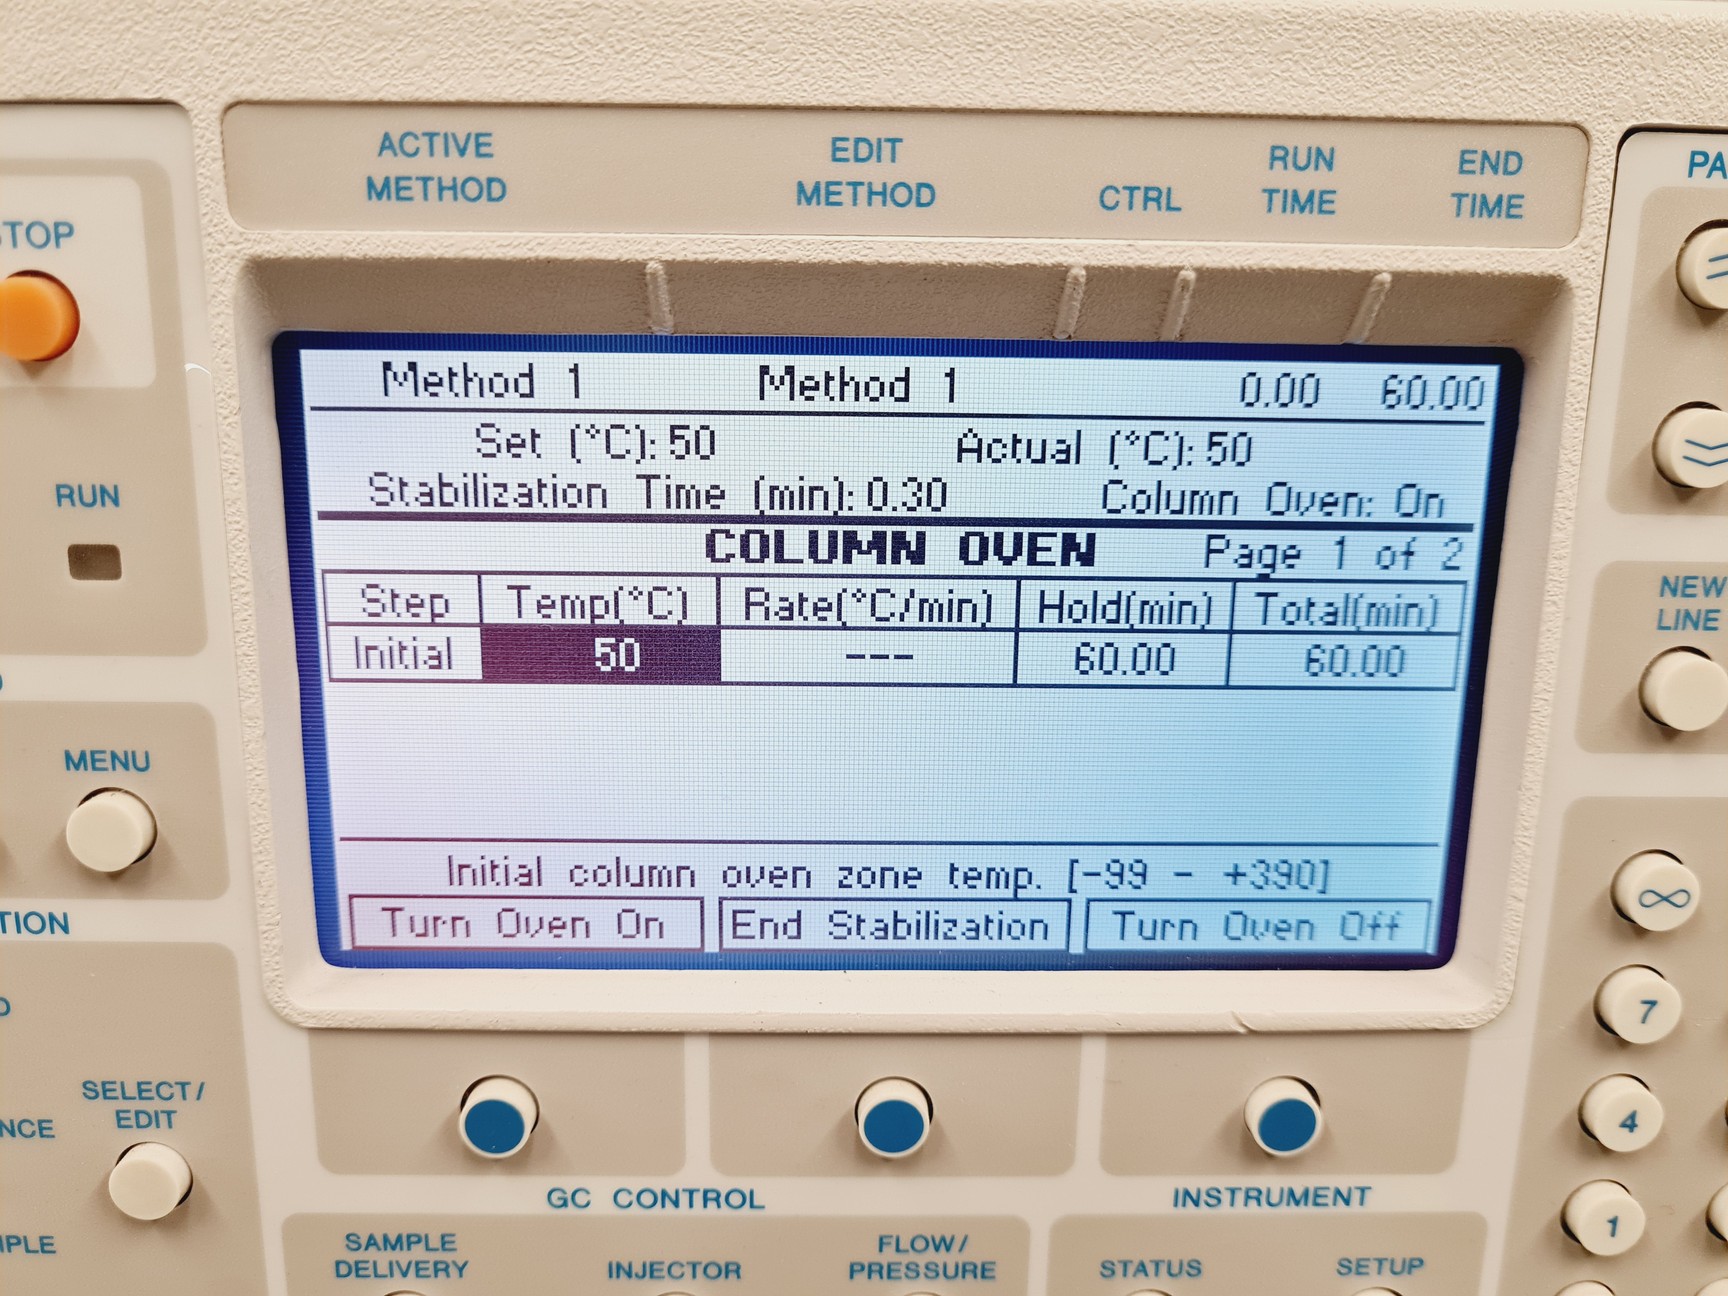 ACTIVE METHOD
EDIT METHOD
CTRL
RUN TIME
END TIME
STOP
RUN
MENU
SELECT/ EDIT
NEW LINE
Method 1 Method 1 0.00 60.00
Set (°C): 50 Actual (°C): 50
Stabilization Time (min): 0.30 Column Oven: On
COLUMN OVEN Page 1 of 2
Step Temp(°C) Rate(°C/min) Hold(min) Total(min)
Initial 50 --- 60.00 60.00
Initial column oven zone temp. [-99 - +390]
Turn Oven On End Stabilization Turn Oven Off
∞
7
4
1
GC CONTROL INSTRUMENT
SAMPLE DELIVERY
INJECTOR
FLOW/ PRESSURE
STATUS
SETUP